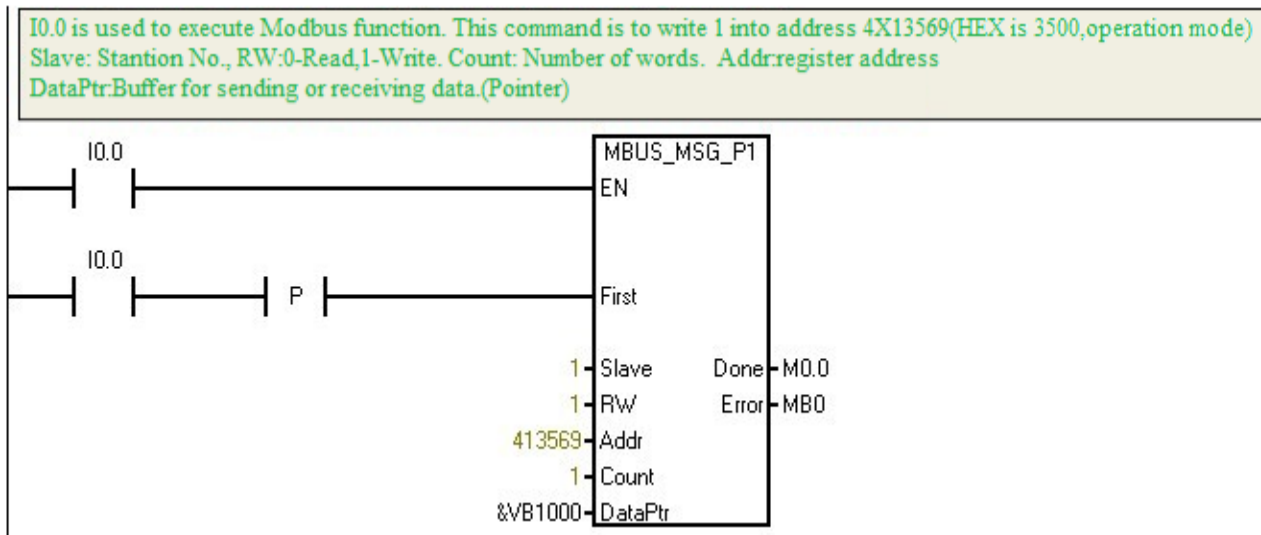 I0.0 is used to execute Modbus function. This command is to write 1 into address 4X13569(HEX is 3500,operation mode)
Slave: Stantion No., RW:0-Read,1-Write. Count: Number of words. Addr:register address
DataPtr:Buffer for sending or receiving data.(Pointer)
I0.0
MBUS_MSG_P1
EN
I0.0
P
First
1 Slave Done M0.0
1 RW Error MB0
413569 Addr
1 Count
&VB1000 DataPtr